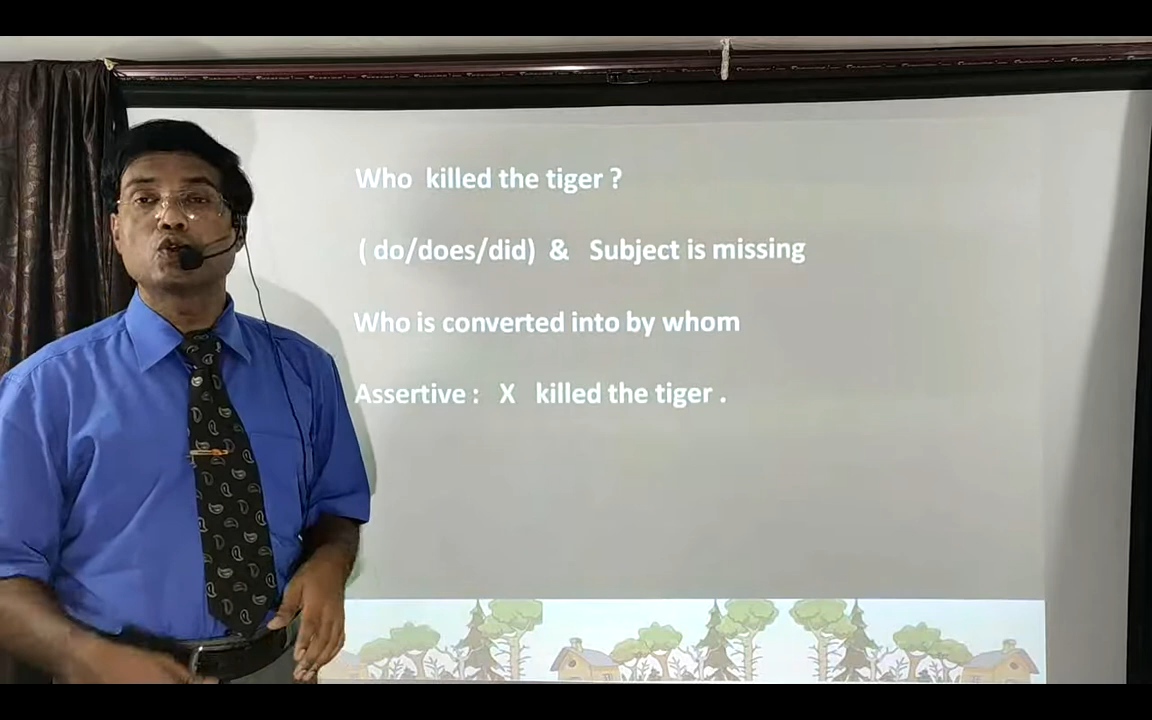 Who killed the tiger ?
( do/does/did) & Subject is missing
Who is converted into by whom
Assertive : X killed the tiger .